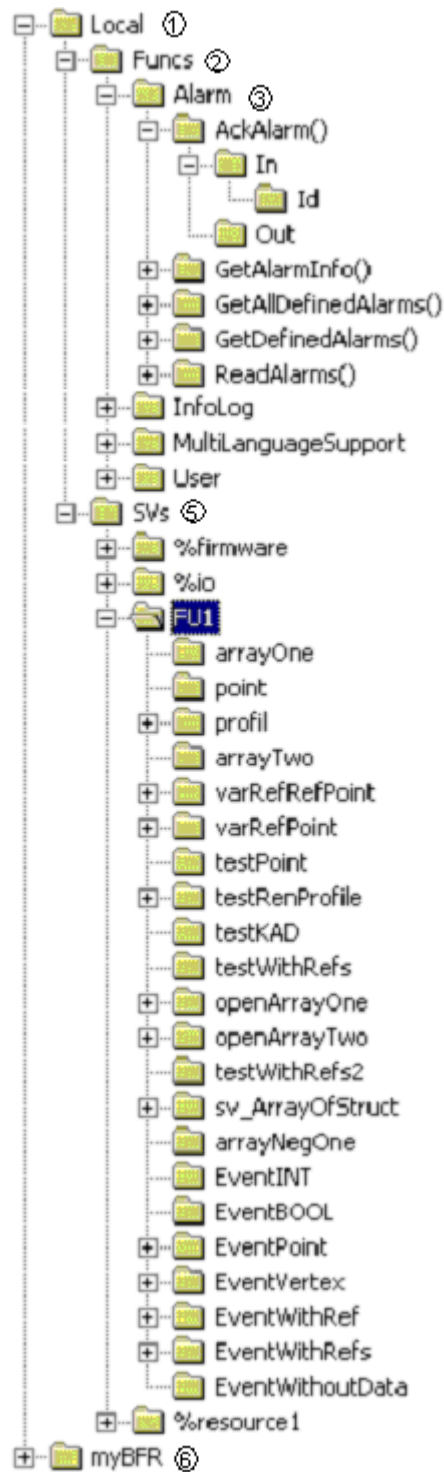 Local ①
Funcs ②
Alarm ③
AckAlarm()
In
Id
Out
GetAlarmInfo()
GetAllDefinedAlarms()
GetDefinedAlarms()
ReadAlarms()
InfoLog
MultiLanguageSupport
User
SVs ⑤
%firmware
%io
FU1
arrayOne
point
profil
arrayTwo
varRefRefPoint
varRefPoint
testPoint
testRenProfile
testKAD
testWithRefs
openArrayOne
openArrayTwo
testWithRefs2
sv_ArrayOfStruct
arrayNegOne
EventINT
EventBOOL
EventPoint
EventVertex
EventWithRef
EventWithRefs
EventWithoutData
%resource1
myBFR ⑥